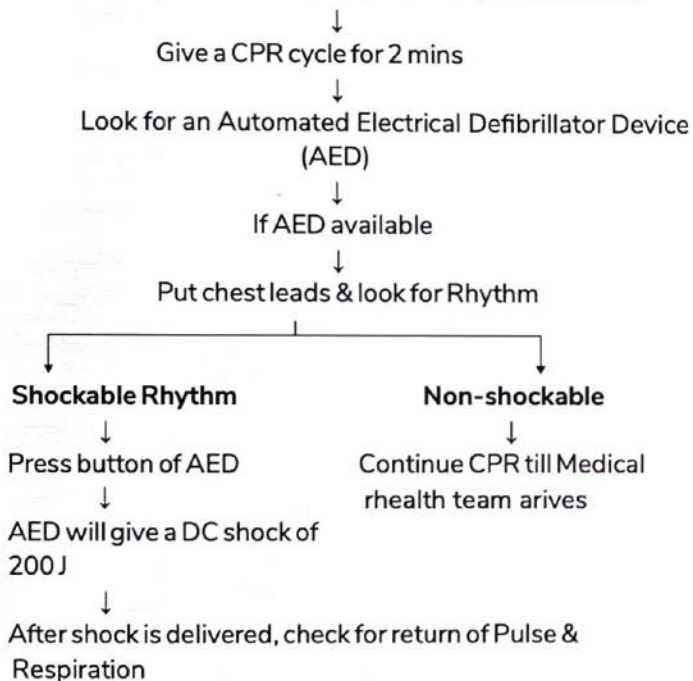 ↓
Give a CPR cycle for 2 mins
↓
Look for an Automated Electrical Defibrillator Device
(AED)
↓
If AED available
↓
Put chest leads & look for Rhythm
Shockable Rhythm
↓
Press button of AED
↓
AED will give a DC shock of
200 J
↓
After shock is delivered, check for return of Pulse &
Respiration
Non-shockable
↓
Continue CPR till Medical
rhealth team arives